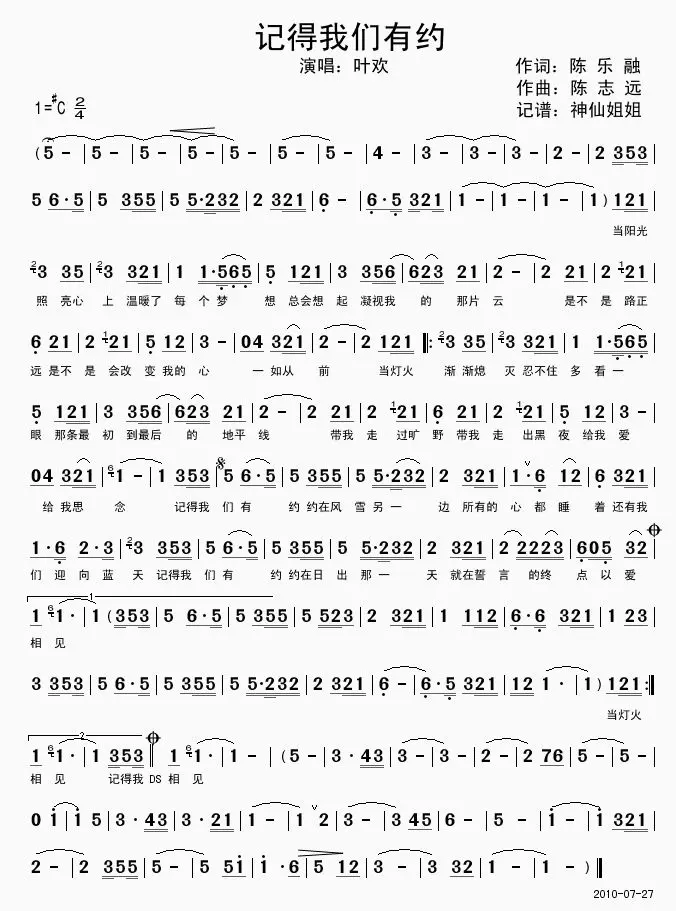 记得我们有约
演唱：叶欢
作词：陈 乐 融
作曲：陈 志 远
记谱：神仙姐姐
1=#C 2/4
(5 - | 5 - | 5 - | 5 - | 5 - | 5 - | 5 - | 4 - | 3 - | 3 - | 3 - | 2 - | 2 353 |
5 6·5 | 5 355 | 5 5·232 | 2 321 | 6 - | 6·5 321 | 1 - | 1 - | 1 - | 1 ) 121 |
当阳光
23 35 | 23 321 | 1 1·565 | 5 121 | 3 356 | 623 21 | 2 - | 2 21 | 2 121 |
照 亮心 上 温暖了 每 个 梦 想 总会想 起 凝视我 的 那片 云 是不 是 路正
6 21 | 2 121 | 5 12 | 3 - | 04 321 | 2 - | 2 121 ‖: 23 35 | 23 321 | 1 1·565 |
远 是不 是 会改 变 我的 心 一 如从 前 当灯火 渐 渐熄 灭 忍不住 多 看 一
5 121 | 3 356 | 623 21 | 2 - | 2 21 | 2 121 | 6 21 | 2 121 | 5 12 | 3 - |
眼 那条最 初 到最后 的 地平 线 带我 走 过旷 野 带我 走 出黑 夜 给我 爱
04 321 | 61 - | 1 353 | 5 6·5 | 5 355 | 5 5·232 | 2 321 | 1·6 12 | 6 321 |
给 我思 念 记得我 们 有 约 约在风 雪 另 一 边 所有的 心 都 睡 着 还有我
1·6 2·3 | 23 353 | 5 6·5 | 5 355 | 5 5·232 | 2 321 | 2 2223 | 605 32 |
们 迎 向 蓝 天 记得我 们 有 约 约在日 出 那 一 天 就在誓 言 的终 点 以 爱
1
1 61· | 1 (353 | 5 6·5 | 5 355 | 5 523 | 2 321 | 1 112 | 6·6 321 | 1 23 |
相 见
3 353 | 5 6·5 | 5 355 | 5 5·232 | 2 321 | 6 - | 6·5 321 | 12 1· | 1 ) 121 :‖
当灯火
2
1 61· | 1 353 ‖ 1 61· | 1 - | (5 - | 3·43 | 3 - | 3 - | 2 - | 2 76 | 5 - | 5 - |
相 见 记得我 DS 相 见
0 1 | 1 5 | 3·43 | 3·21 | 1 - | 1 2 | 3 - | 3 45 | 6 - | 5 - | 1 - | 1 321 |
2 - | 2 355 | 5 - | 5 51 | 1·6 | 5 12 | 3 - | 3 32 | 1 - | 1 - ) ‖
2010-07-27